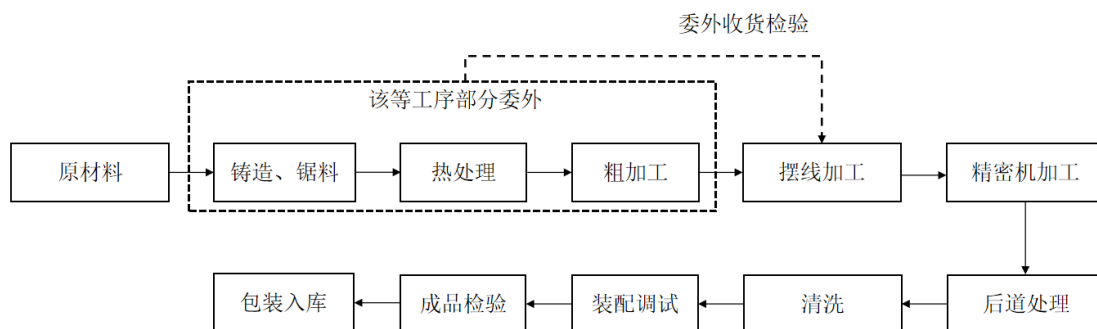 委外收货检验
该等工序部分委外
原材料
铸造、锯料
热处理
粗加工
摆线加工
精密机加工
后道处理
清洗
装配调试
成品检验
包装入库